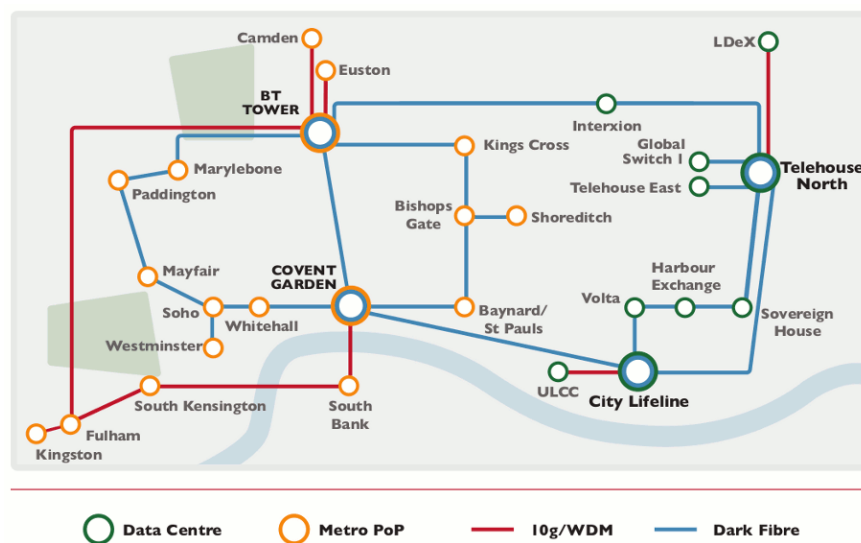 Camden
LDeX
Euston
BT
TOWER
Interxion
Kings Cross
Global
Switch 1
Marylebone
Telehouse
North
Paddington
Telehouse East
Bishops
Gate
Shoreditch
Mayfair
COVENT
GARDEN
Harbour
Exchange
Volta
Soho
Whitehall
Baynard/
St Pauls
Sovereign
House
Westminster
ULCC
City Lifeline
South Kensington
South
Bank
Fulham
Kingston
Data Centre
Metro PoP
10g/WDM
Dark Fibre